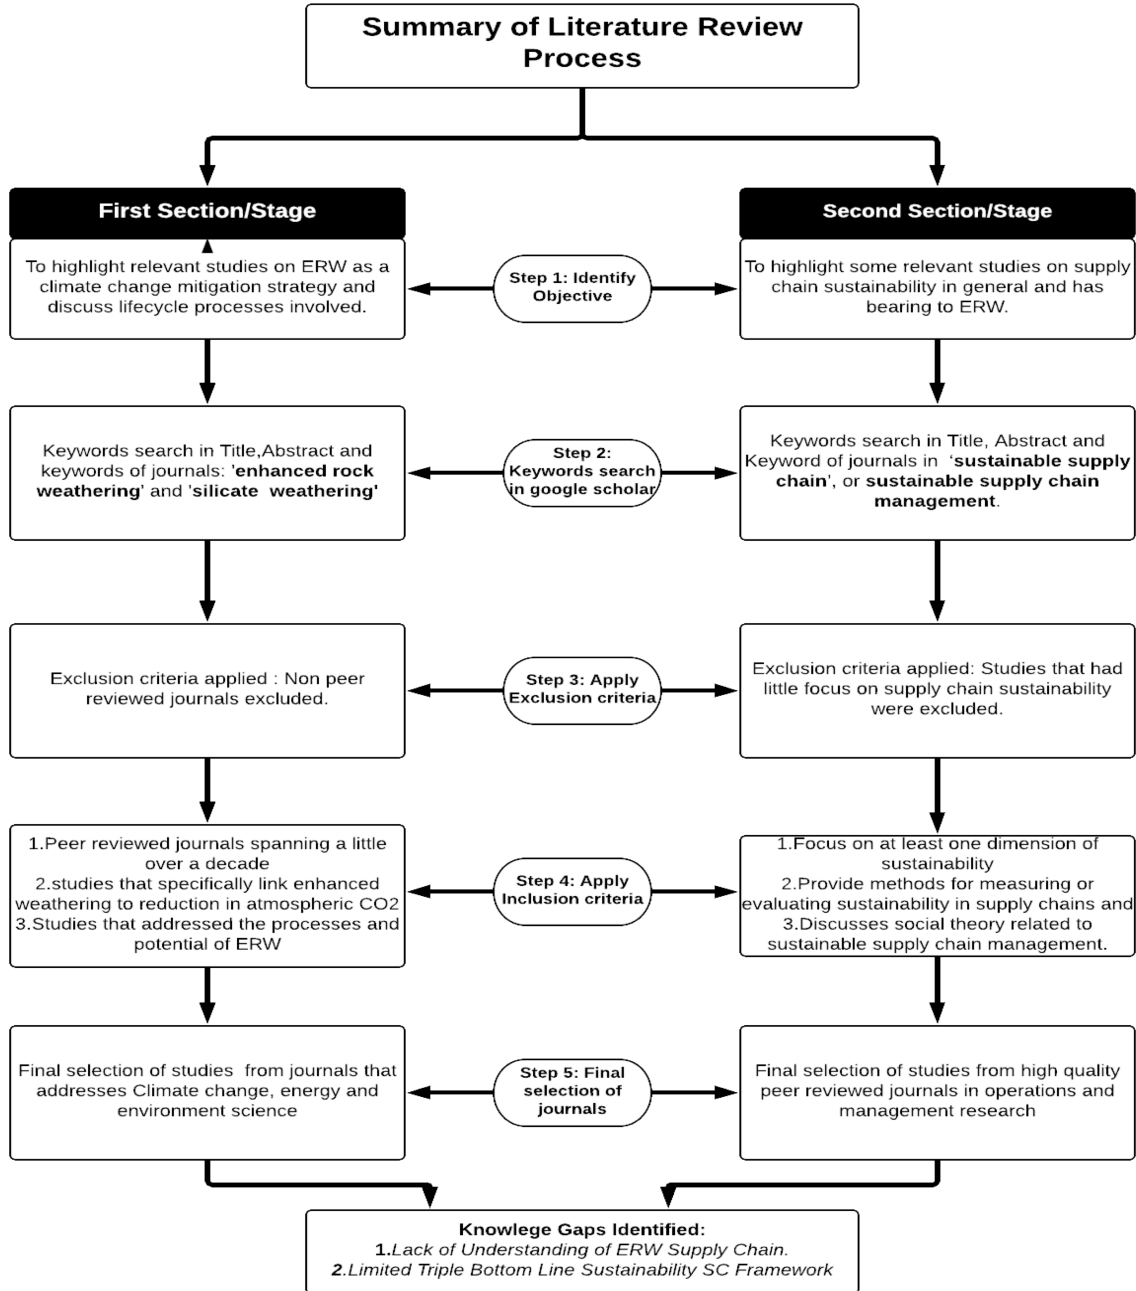 Summary of Literature Review
Process
First Section/Stage
Second Section/Stage
To highlight relevant studies on ERW as a
climate change mitigation strategy and
discuss lifecycle processes involved.
Step 1: Identify
Objective
To highlight some relevant studies on supply
chain sustainability in general and has
bearing to ERW.
Keywords search in Title,Abstract and
keywords of journals: 'enhanced rock
weathering' and 'silicate weathering'
Step 2:
Keywords search
in google scholar
Keywords search in Title, Abstract and
Keyword of journals in ‘sustainable supply
chain', or sustainable supply chain
management.
Exclusion criteria applied : Non peer
reviewed journals excluded.
Step 3: Apply
Exclusion criteria
Exclusion criteria applied: Studies that had
little focus on supply chain sustainability
were excluded.
1.Peer reviewed journals spanning a little
over a decade
2.studies that specifically link enhanced
weathering to reduction in atmospheric CO2
3.Studies that addressed the processes and
potential of ERW
Step 4: Apply
Inclusion criteria
1.Focus on at least one dimension of
sustainability
2.Provide methods for measuring or
evaluating sustainability in supply chains and
3.Discusses social theory related to
sustainable supply chain management.
Final selection of studies from journals that
addresses Climate change, energy and
environment science
Step 5: Final
selection of
journals
Final selection of studies from high quality
peer reviewed journals in operations and
management research
Knowlege Gaps Identified:
1.Lack of Understanding of ERW Supply Chain.
2.Limited Triple Bottom Line Sustainability SC Framework